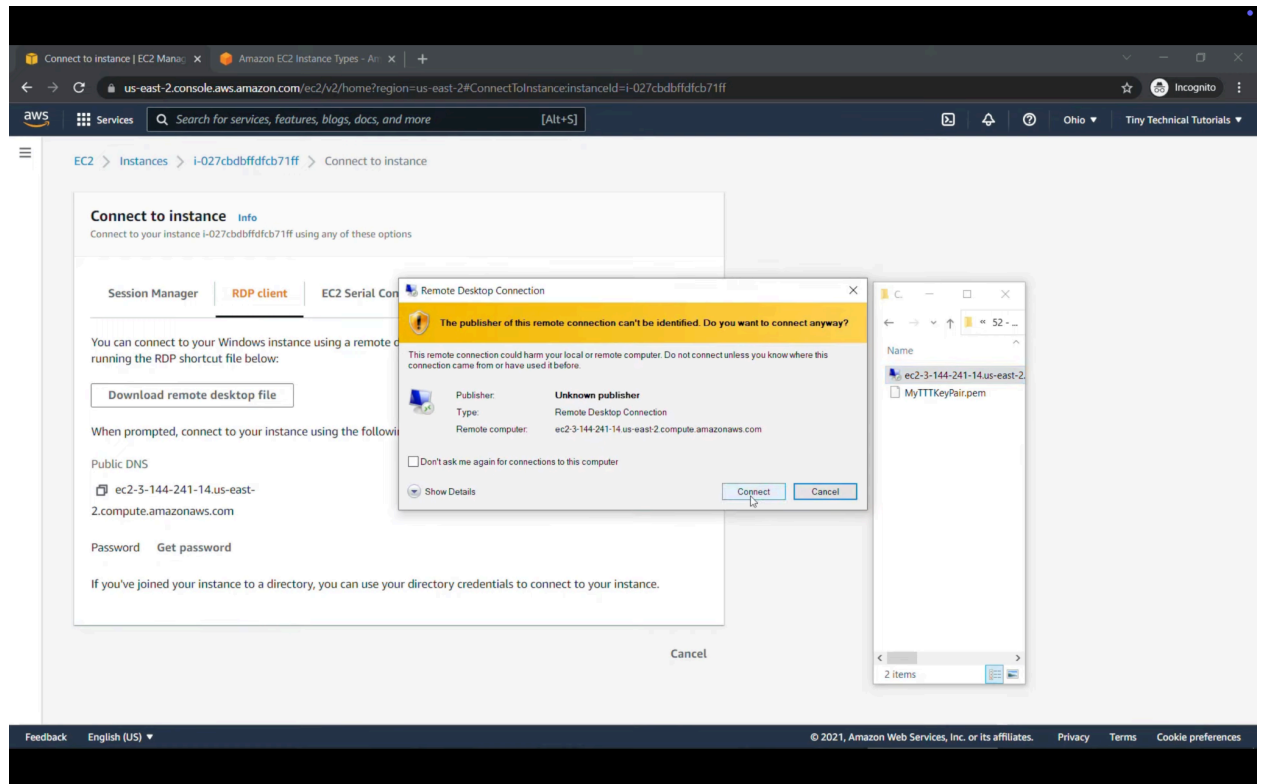 Connect to instance | EC2 Manag
Amazon EC2 Instance Types - Am
us-east-2.console.aws.amazon.com/ec2/v2/home?region=us-east-2#ConnectToInstance:instanceId=i-027cbdbffdfcb71ff
Incognito
aws
Services
Search for services, features, blogs, docs, and more
[Alt+S]
Ohio
Tiny Technical Tutorials
EC2 > Instances > i-027cbdbffdfcb71ff > Connect to instance
Connect to instance Info
Connect to your instance i-027cbdbffdfcb71ff using any of these options
Session Manager
RDP client
EC2 Serial Con
You can connect to your Windows instance using a remote
running the RDP shortcut file below:
Download remote desktop file
When prompted, connect to your instance using the followi
Public DNS
ec2-3-144-241-14.us-east-
2.compute.amazonaws.com
Password Get password
If you've joined your instance to a directory, you can use your directory credentials to connect to your instance.
Cancel
Remote Desktop Connection
The publisher of this remote connection can't be identified. Do you want to connect anyway?
This remote connection could harm your local or remote computer. Do not connect unless you know where this
connection came from or have used it before.
Publisher: Unknown publisher
Type: Remote Desktop Connection
Remote computer: ec2-3-144-241-14.us-east-2.compute.amazonaws.com
Don't ask me again for connections to this computer
Show Details
Connect
Cancel
C.
« 52 - ...
Name
ec2-3-144-241-14.us-east-2.
MyTTTKeyPair.pem
2 items
Feedback
English (US)
© 2021, Amazon Web Services, Inc. or its affiliates.
Privacy
Terms
Cookie preferences